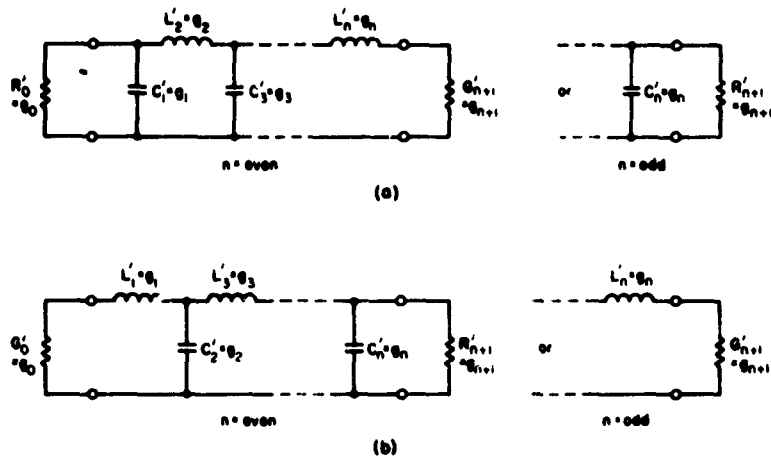 L'₂=g₂
L'ₙ=gₙ
R'₀
=g₀
C'₁=g₁
C'₃=g₃
G'ₙ₊₁
=gₙ₊₁
or
C'ₙ=gₙ
R'ₙ₊₁
=gₙ₊₁
n = even
n = odd
(a)
L'₁=g₁
L'₃=g₃
L'ₙ=gₙ
G'₀
=g₀
C'₂=g₂
C'ₙ=gₙ
R'ₙ₊₁
=gₙ₊₁
or
G'ₙ₊₁
=gₙ₊₁
n = even
n = odd
(b)